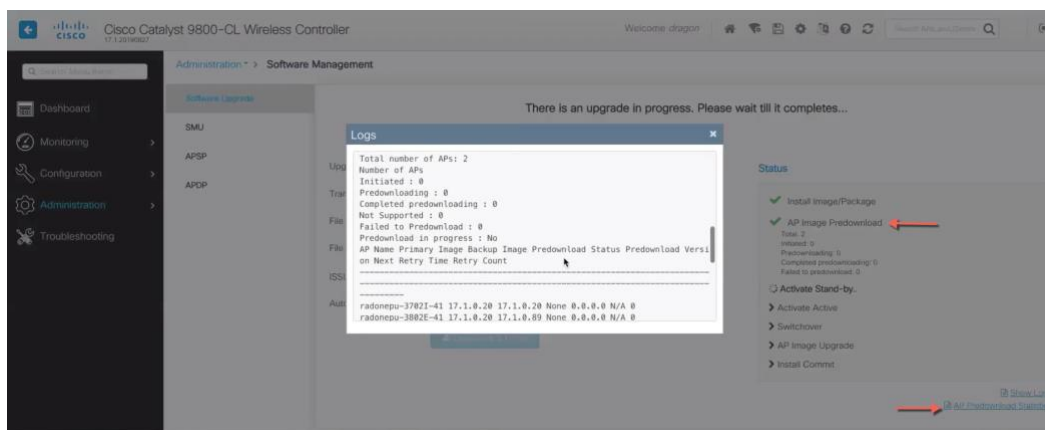 cisco
Cisco Catalyst 9800-CL Wireless Controller
Welcome dragon
Administration > Software Management
Dashboard
Monitoring
Configuration
Administration
Troubleshooting
Software Upgrade
SMU
APSP
APDP
There is an upgrade in progress. Please wait till it completes...
Logs
Total number of APs: 2
Number of APs
Initiated : 0
Predownloading : 0
Completed predownloading : 0
Not Supported : 0
Failed to Predownload : 0
Predownload in progress : No
AP Name Primary Image Backup Image Predownload Status Predownload Versi
on Next Retry Time Retry Count
radonepu-3702I-41 17.1.0.20 17.1.0.20 None 0.0.0.0 N/A 0
radonepu-3802E-41 17.1.0.20 17.1.0.89 None 0.0.0.0 N/A 0
Status
Install Image/Package
AP Image Predownload
Total: 2
Initiated: 0
Predownloading: 0
Completed predownloading: 0
Failed to predownload: 0
Activate Stand-by..
Activate Active
Switchover
AP Image Upgrade
Install Commit
Show Lo
AP Predownload Statisti